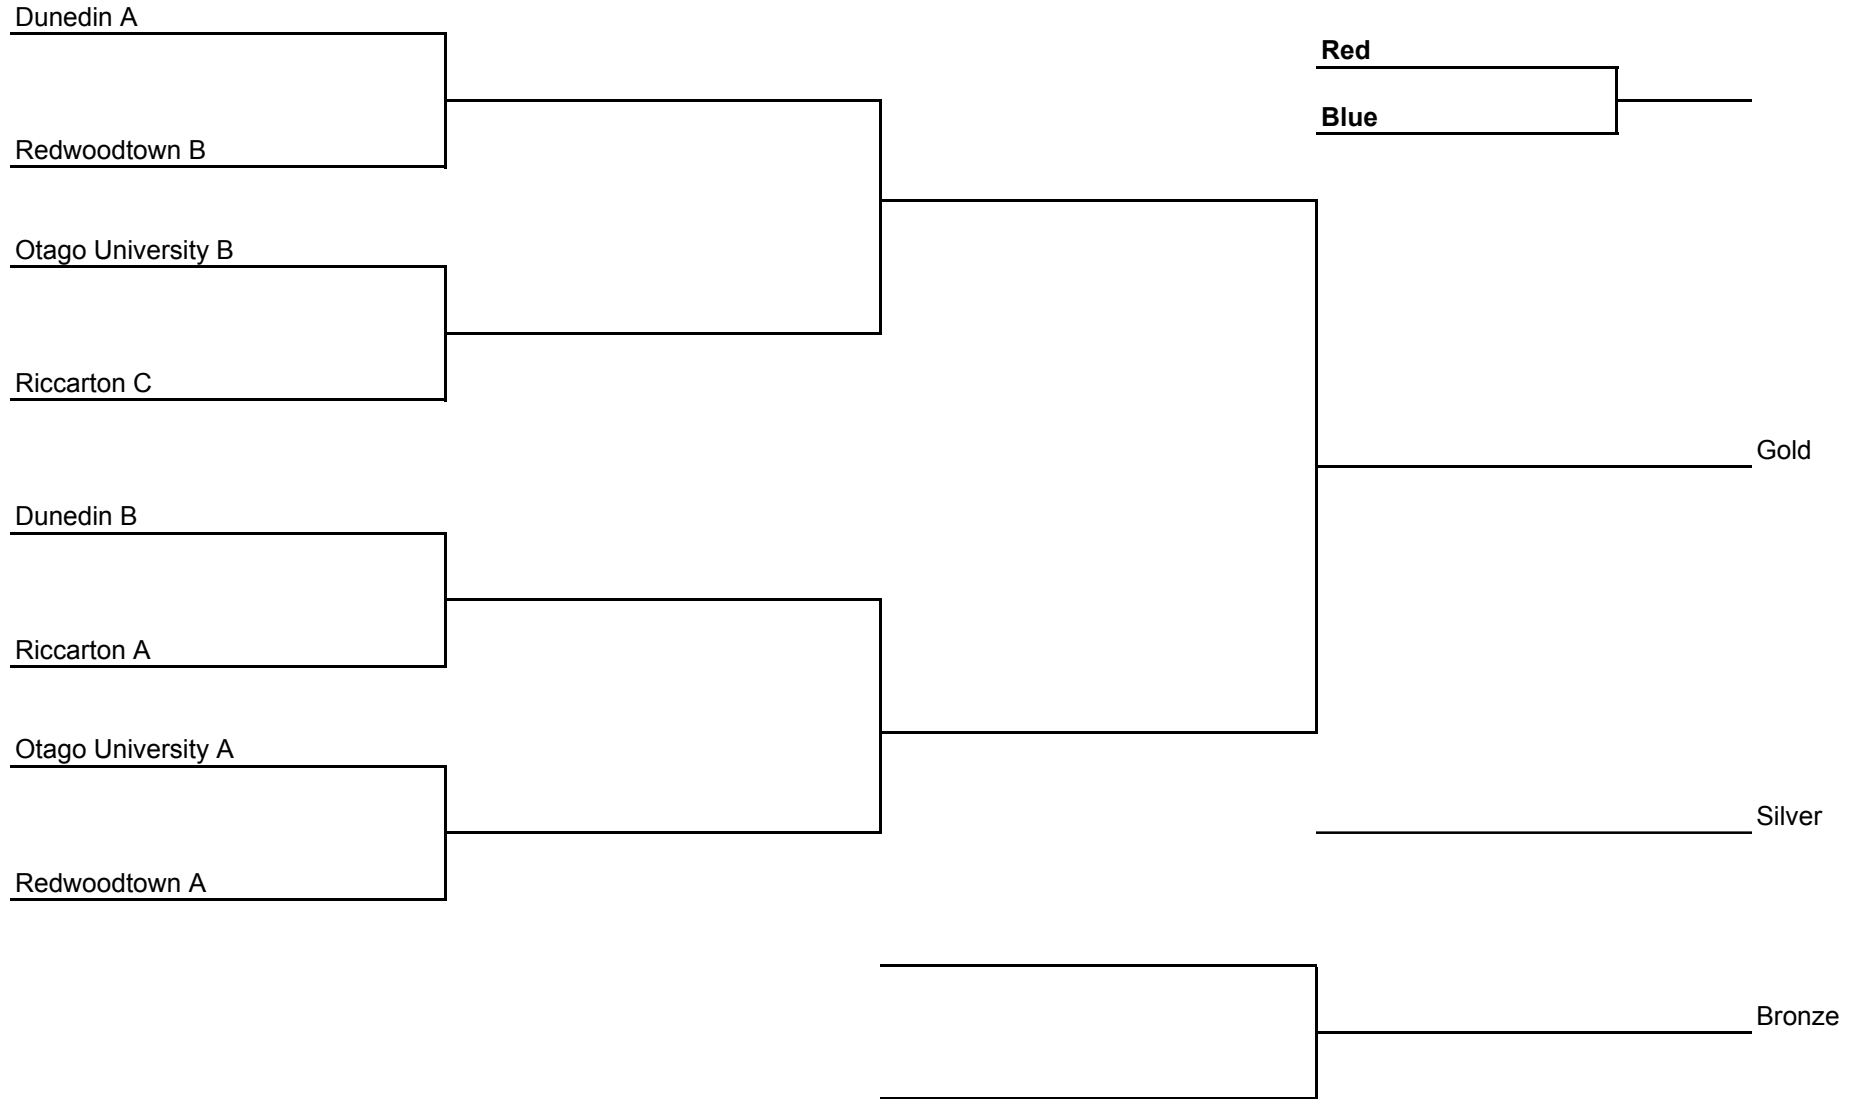 Dunedin A
Red
Blue
Redwoodtown B
Otago University B
Riccarton C
Gold
Dunedin B
Riccarton A
Otago University A
Silver
Redwoodtown A
Bronze